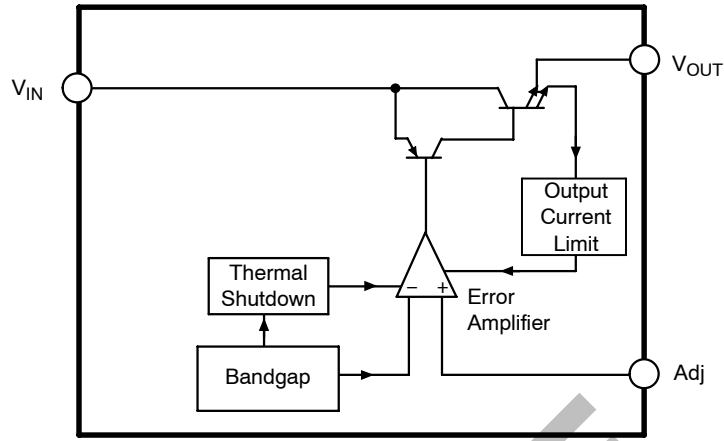 V_IN
V_OUT
Output
Current
Limit
Thermal
Shutdown
− +
Error
Amplifier
Bandgap
Adj